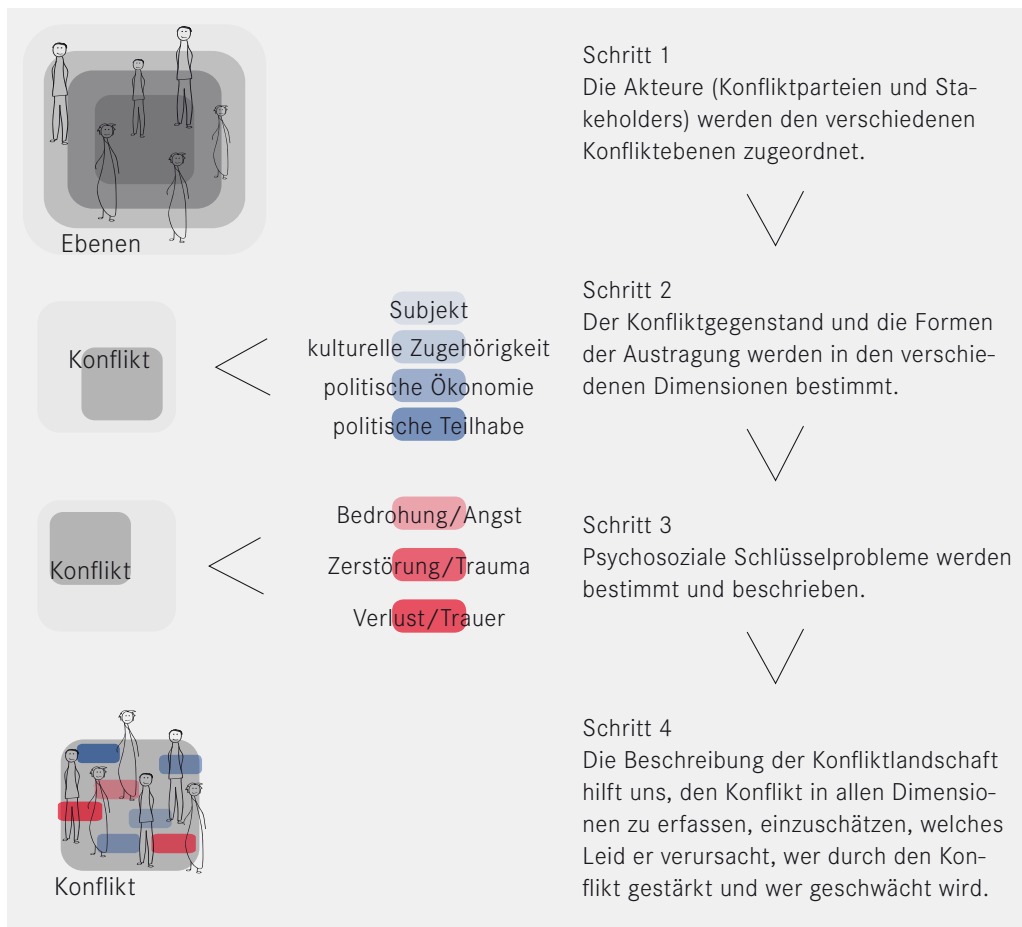 Schritt 1
Die Akteure (Konfliktparteien und Sta-
keholders) werden den verschiedenen
Konfliktebenen zugeordnet.
Ebenen
Schritt 2
Der Konfliktgegenstand und die Formen
der Austragung werden in den verschie-
denen Dimensionen bestimmt.
Konflikt
Subjekt
kulturelle Zugehörigkeit
politische Ökonomie
politische Teilhabe
Schritt 3
Psychosoziale Schlüsselprobleme werden
bestimmt und beschrieben.
Konflikt
Bedrohung/Angst
Zerstörung/Trauma
Verlust/Trauer
Schritt 4
Die Beschreibung der Konfliktlandschaft
hilft uns, den Konflikt in allen Dimensio-
nen zu erfassen, einzuschätzen, welches
Leid er verursacht, wer durch den Kon-
flikt gestärkt und wer geschwächt wird.
Konflikt